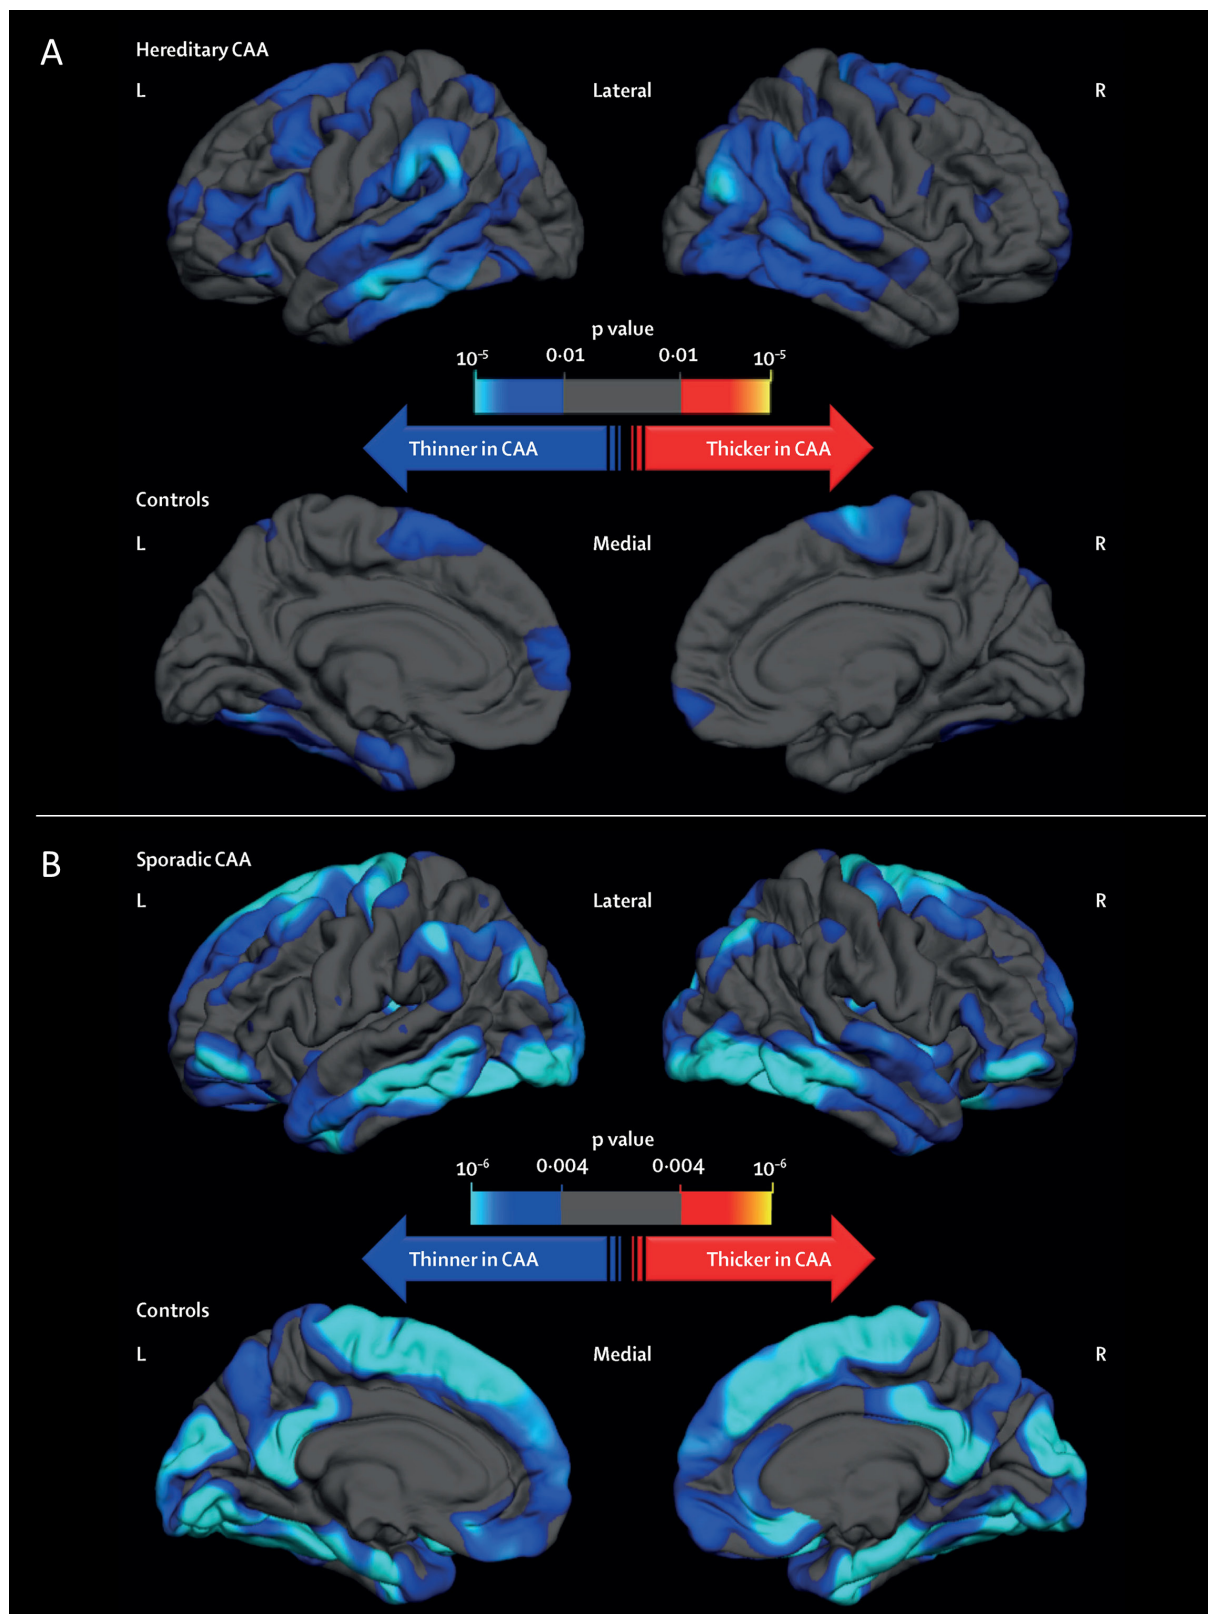 A
Hereditary CAA
L Lateral R
p value
10⁻⁵ 0·01 0·01 10⁻⁵
Thinner in CAA Thicker in CAA
Controls
L Medial R
B
Sporadic CAA
L Lateral R
p value
10⁻⁶ 0·004 0·004 10⁻⁶
Thinner in CAA Thicker in CAA
Controls
L Medial R